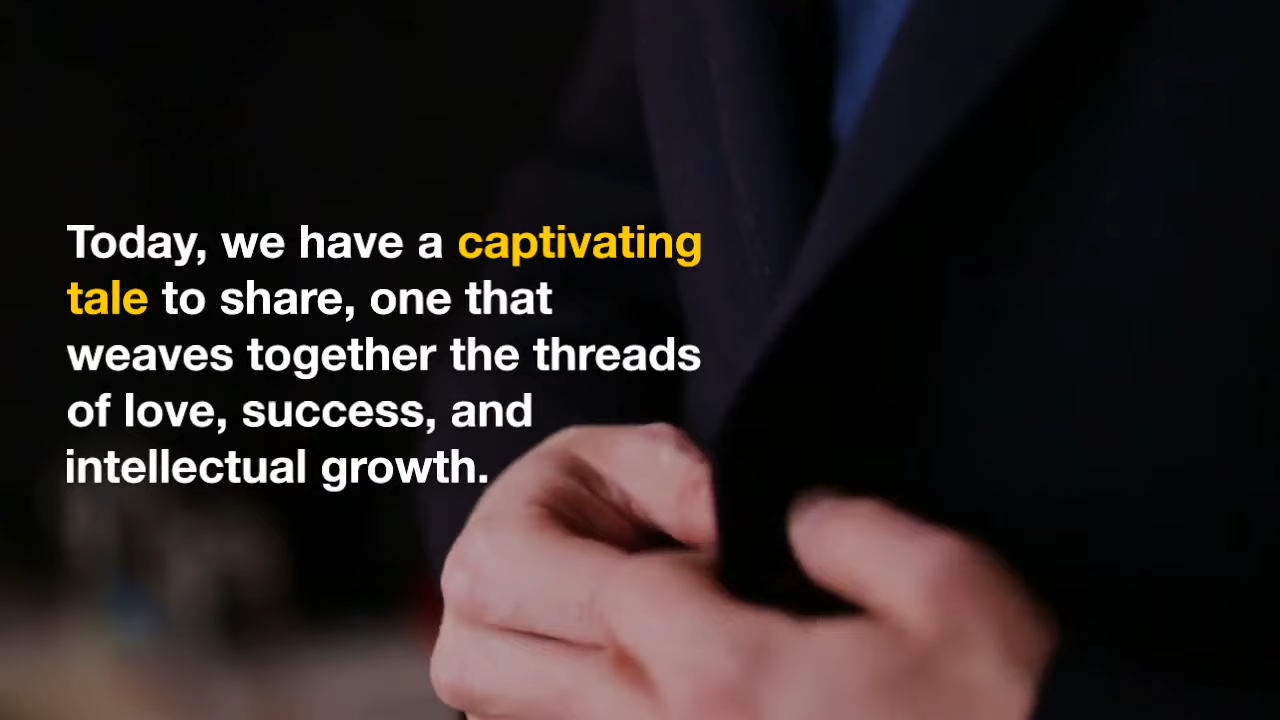 Today, we have a captivating
tale to share, one that
weaves together the threads
of love, success, and
intellectual growth.